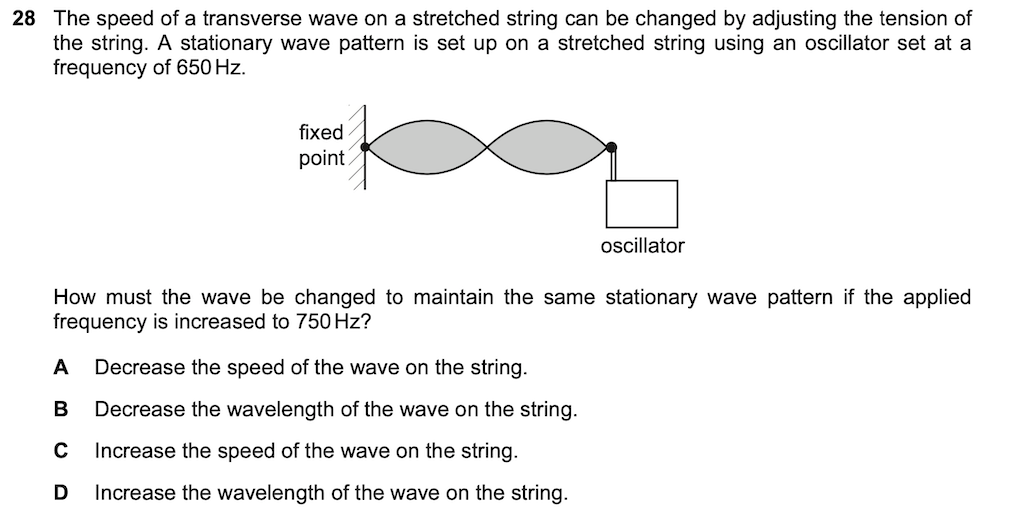 28 The speed of a transverse wave on a stretched string can be changed by adjusting the tension of
the string. A stationary wave pattern is set up on a stretched string using an oscillator set at a
frequency of 650 Hz.
fixed
point
oscillator
How must the wave be changed to maintain the same stationary wave pattern if the applied
frequency is increased to 750 Hz?
A Decrease the speed of the wave on the string.
B Decrease the wavelength of the wave on the string.
C Increase the speed of the wave on the string.
D Increase the wavelength of the wave on the string.